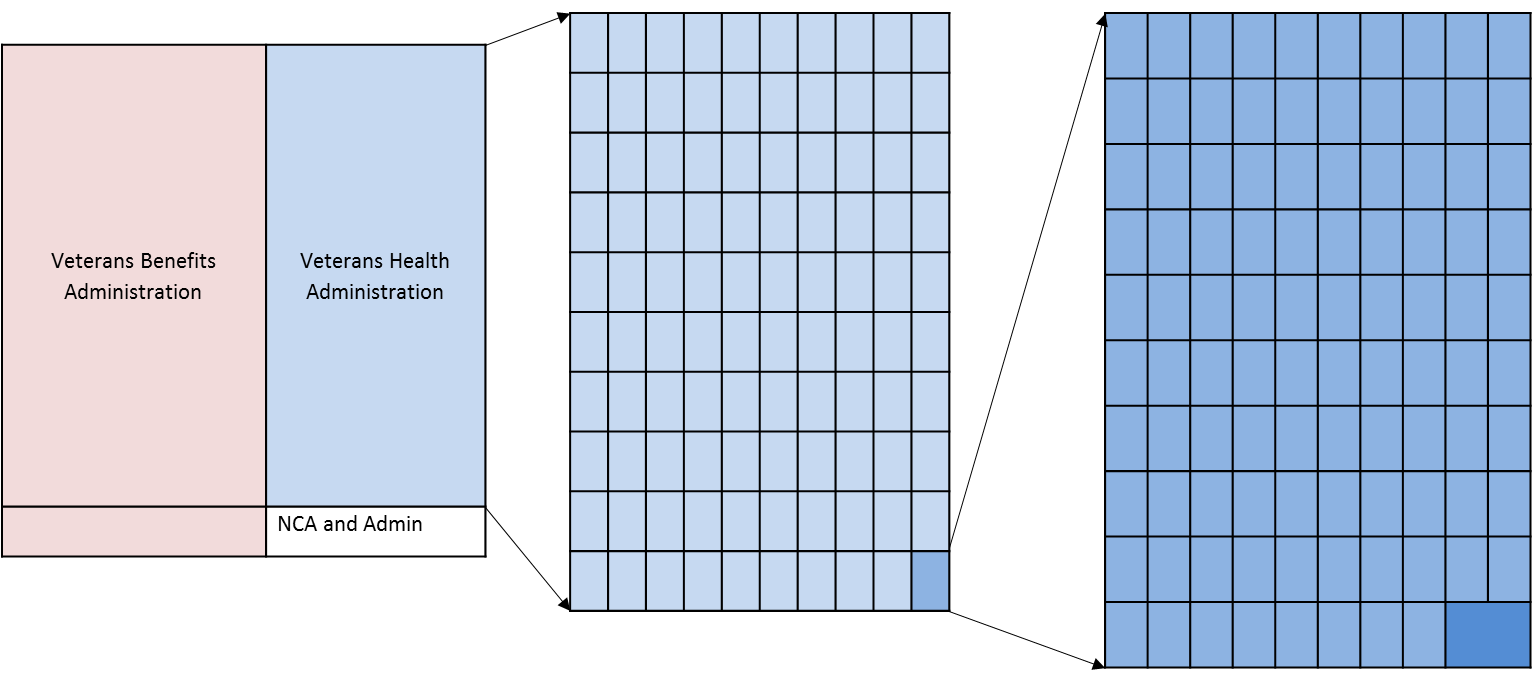 Veterans Benefits
Administration
Veterans Health
Administration
NCA and Admin